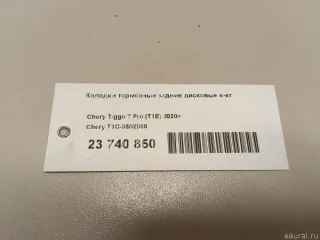 Колодки тормозные задние дисковые к-кт
Chery Tiggo 7 Pro (T1E) 2020>
Chery T1C-3502080
23 740 850
eaural.ru